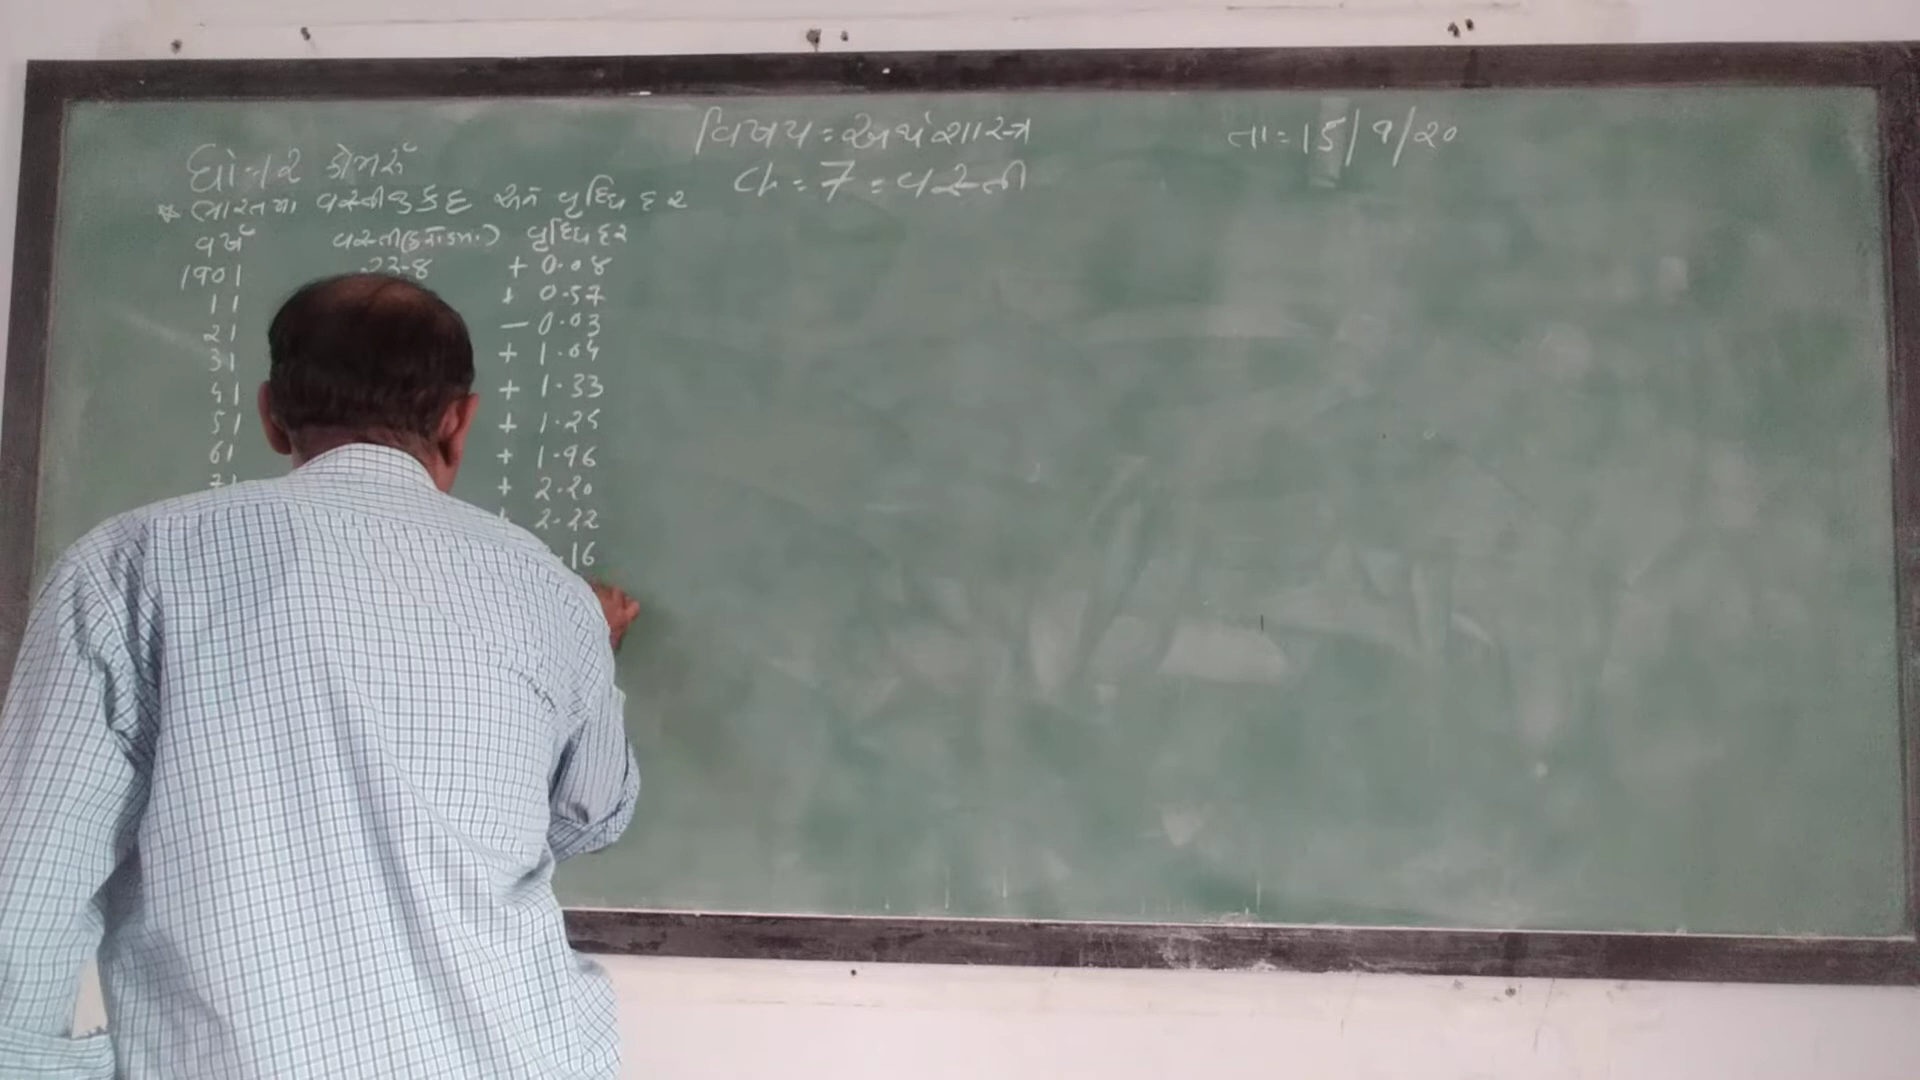 વિષય = અર્થશાસ્ત્ર
તા = 15/9/20
ધો-12 કોમર્સ
પા = 7 = વસ્તી
* ભારતમાં વસ્તીનું કદ અને વૃધ્ધિ દર
વર્ષ વસ્તી (કરોડમાં) વૃધ્ધિદર
1901 23.8 + 0.08
11 + 0.57
21 - 0.03
31 + 1.04
41 + 1.33
51 + 1.25
61 + 1.96
71 + 2.20
+ 2.22
.16